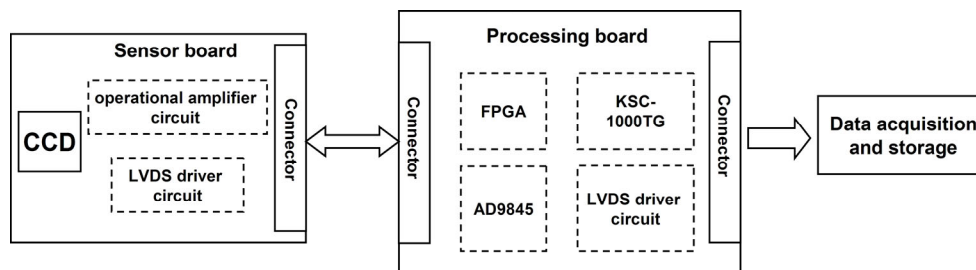 Sensor board
operational amplifier
circuit
CCD
LVDS driver
circuit
Connector
Connector
Processing board
FPGA
KSC-
1000TG
AD9845
LVDS driver
circuit
Connector
Data acquisition
and storage